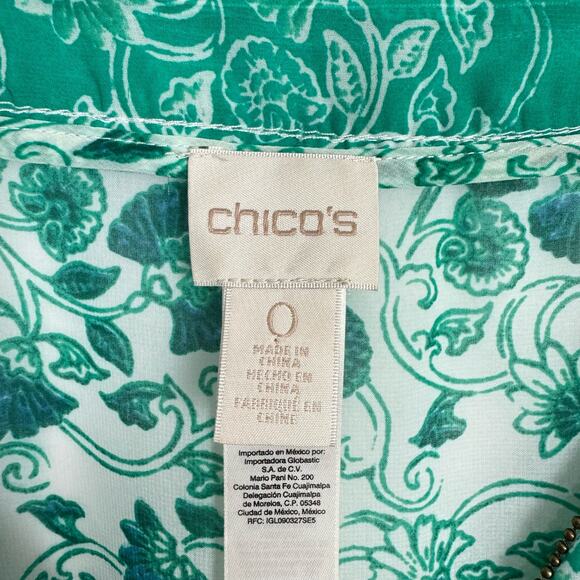 chico's
0
MADE IN
CHINA
HECHO EN
CHINA
FABRIQUÉ EN
CHINE
Importado en México por:
Importadora Globastic
S.A. de C.V.
Mario Pani No. 200
Colonia Santa Fe Cuajimalpa
Delegación Cuajimalpa
de Morelos, C.P. 05348
Ciudad de México, México
RFC: IGL090327SE5